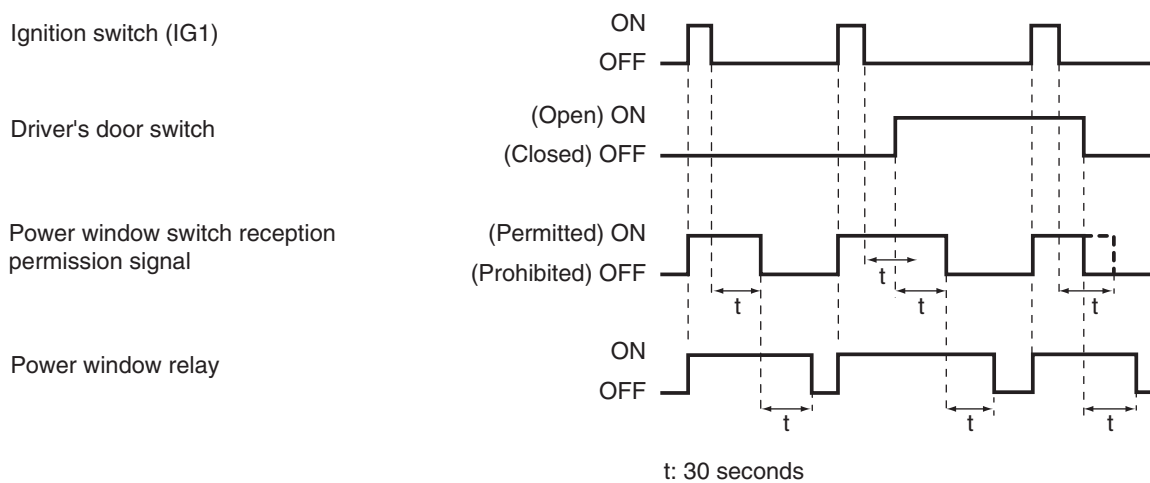 Ignition switch (IG1)
ON
OFF
Driver's door switch
(Open) ON
(Closed) OFF
Power window switch reception
permission signal
(Permitted) ON
(Prohibited) OFF
t
t
t
t
Power window relay
ON
OFF
t
t
t
t: 30 seconds